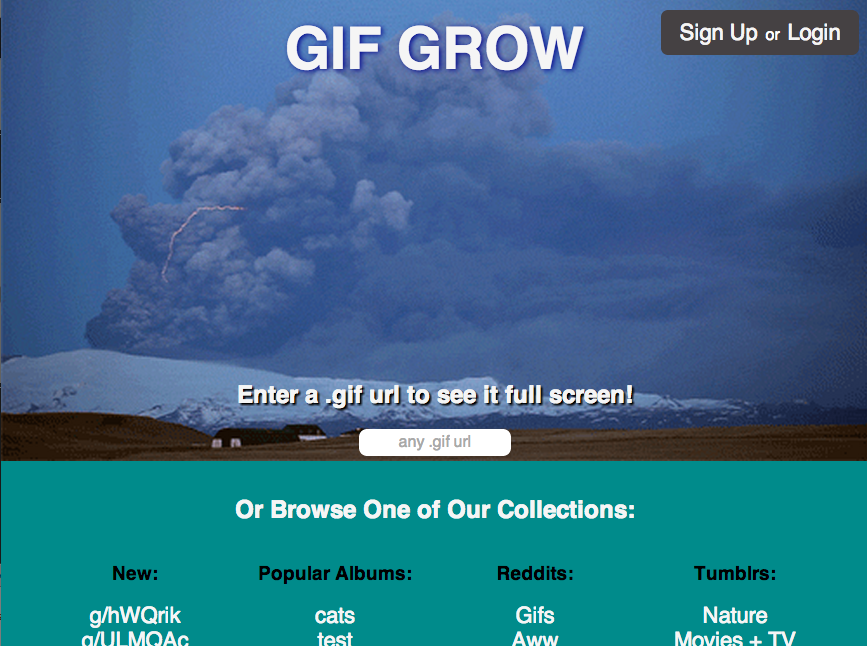 GIF GROW
Sign Up or Login
Enter a .gif url to see it full screen!
any .gif url
Or Browse One of Our Collections:
New: Popular Albums: Reddits: Tumblrs:
g/hWQrik cats Gifs Nature
g/ULMQAc test Aww Movies + TV